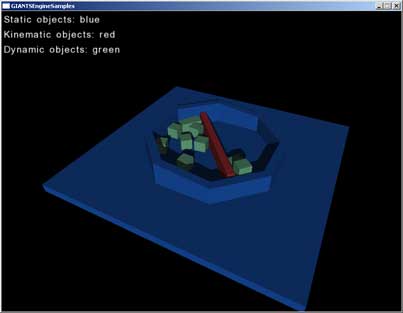 GIANTSEngineSamples
Static objects: blue
Kinematic objects: red
Dynamic objects: green